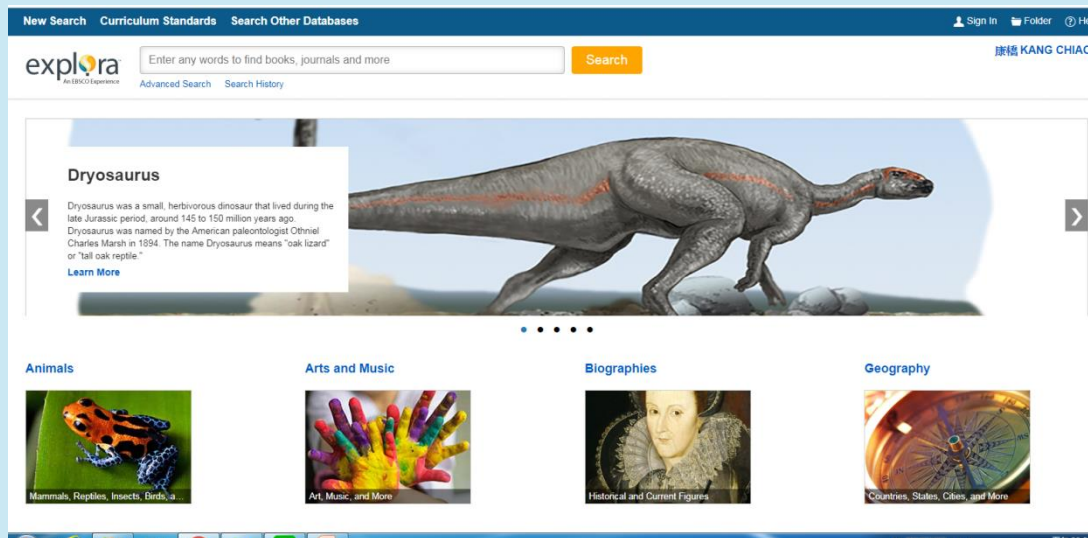 New Search Curriculum Standards Search Other Databases Sign In Folder
explora
An EBSCO Experience
Enter any words to find books, journals and more
Search
康橋 KANG CHIAO
Advanced Search Search History
Dryosaurus
Dryosaurus was a small, herbivorous dinosaur that lived during the
late Jurassic period, around 145 to 150 million years ago.
Dryosaurus was named by the American paleontologist Othniel
Charles Marsh in 1894. The name Dryosaurus means "oak lizard"
or "tall oak reptile."
Learn More
Animals
Arts and Music
Biographies
Geography
Mammals, Reptiles, Insects, Birds, a...
Art, Music, and More
Historical and Current Figures
Countries, States, Cities, and More